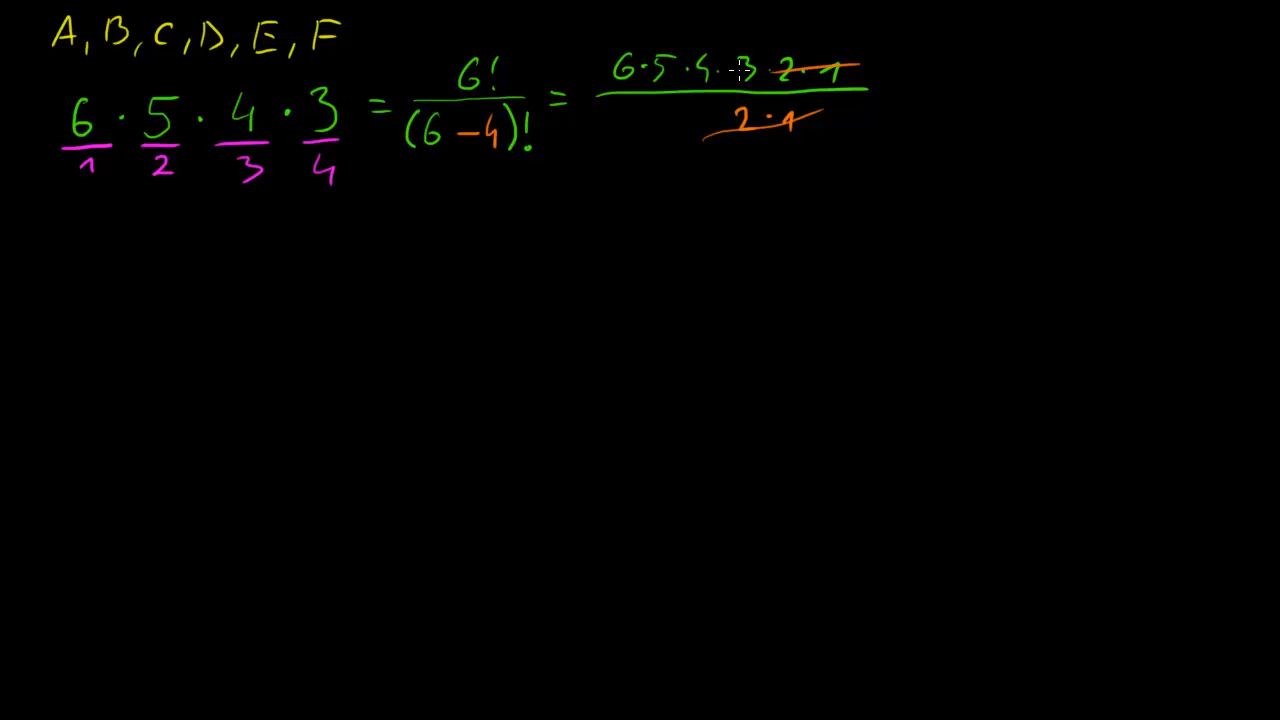 A, B, C, D, E, F
6 · 5 · 4 · 3 = 6! / (6 - 4)! = 6 · 5 · 4 · 3 · 2 · 1 / 2 · 1
1 2 3 4